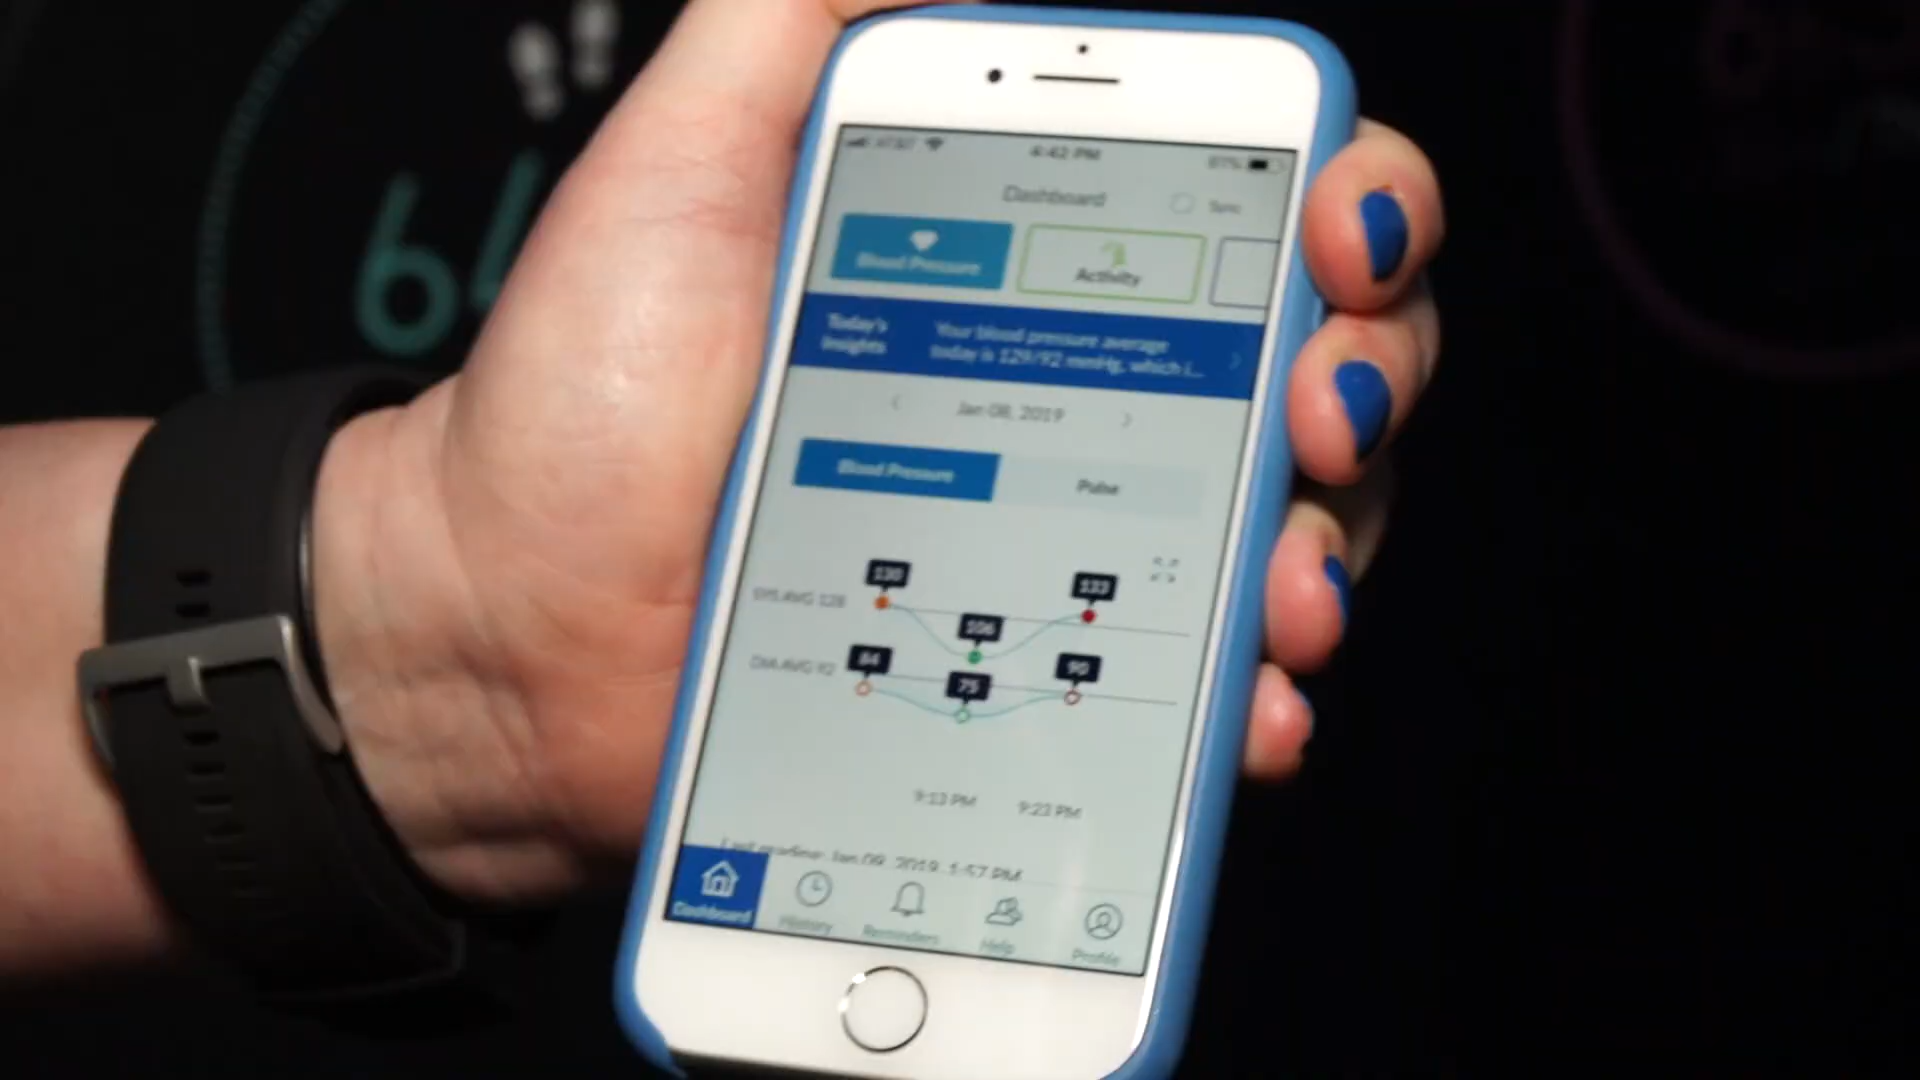 64
4:42 PM
Dashboard
Sync
Blood Pressure
Activity
Today's
Insights
Your blood pressure average
today is 129/92 mmHg, which i...
Jan 08, 2019
Blood Pressure
Pulse
130
133
SYS AVG 128
106
84
90
DIA AVG 92
75
9:13 PM
9:23 PM
Last reading: Jan 09, 2019, 1:57 PM
Dashboard
History
Reminders
Help
Profile